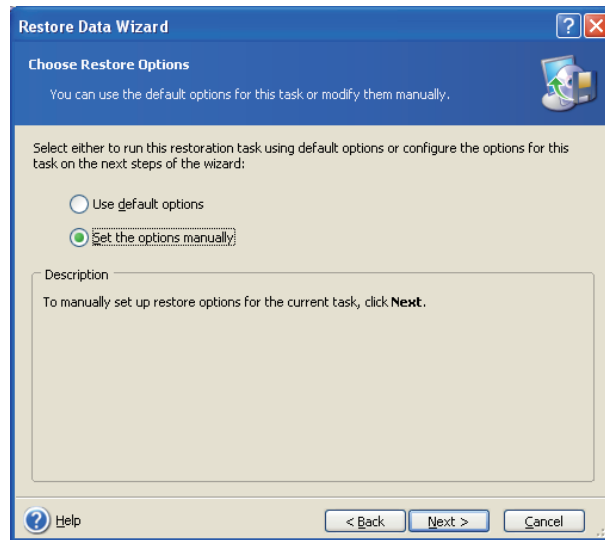 Restore Data Wizard
Choose Restore Options
You can use the default options for this task or modify them manually.
Select either to run this restoration task using default options or configure the options for this
task on the next steps of the wizard:
Use default options
Set the options manually
Description
To manually set up restore options for the current task, click Next.
Help
< Back
Next >
Cancel